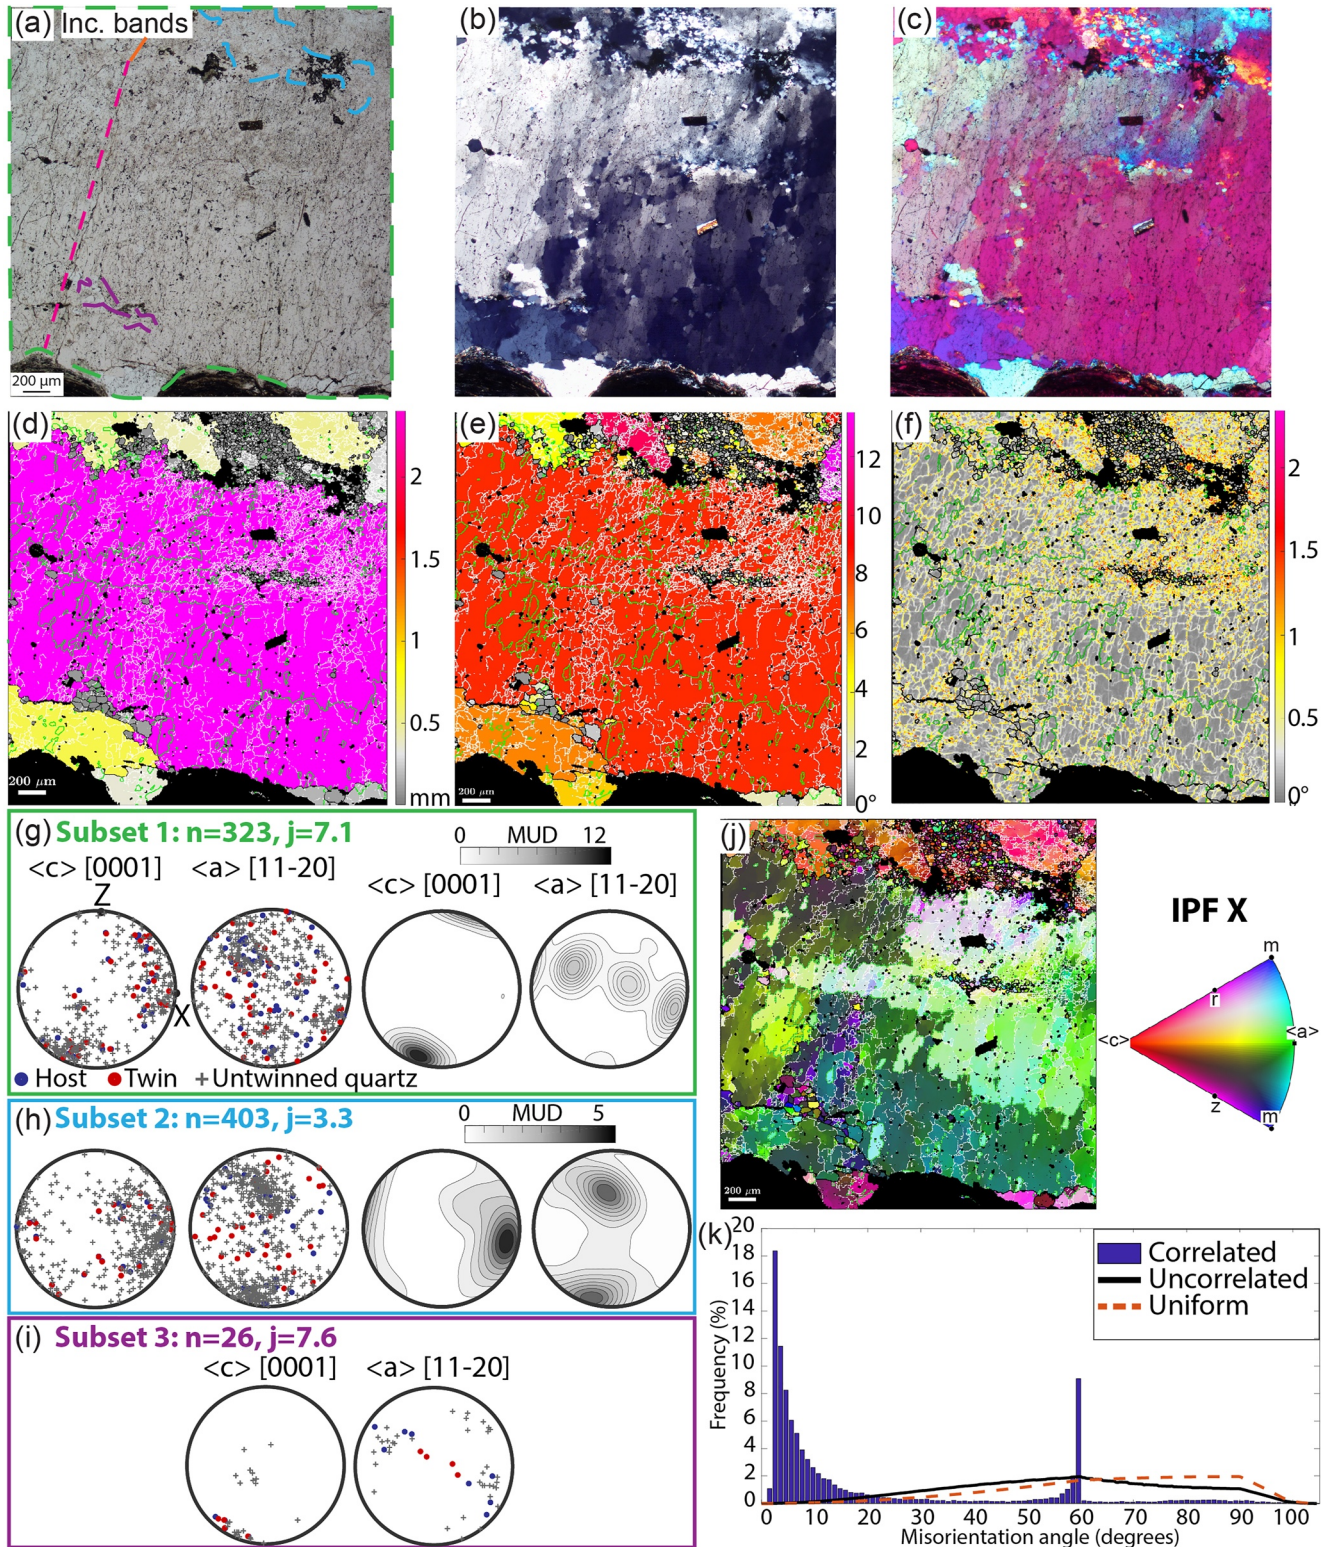 (a) Inc. bands
200 µm
(b)
(c)
(d)
2
1.5
1
0.5
mm
200 µm
(e)
12
10
8
6
4
2
0°
200 µm
(f)
2
1.5
1
0.5
0°
(g) Subset 1: n=323, j=7.1
0 MUD 12
<c> [0001] <a> [11-20] <c> [0001] <a> [11-20]
Z
X
Host Twin Untwinned quartz
(h) Subset 2: n=403, j=3.3
0 MUD 5
(i) Subset 3: n=26, j=7.6
<c> [0001] <a> [11-20]
(j)
200 µm
IPF X
m
r
<c> <a>
z
m
(k)
20
18
16
14
12
10
8
6
4
2
0
Frequency (%)
Correlated
Uncorrelated
Uniform
0 10 20 30 40 50 60 70 80 90 100
Misorientation angle (degrees)